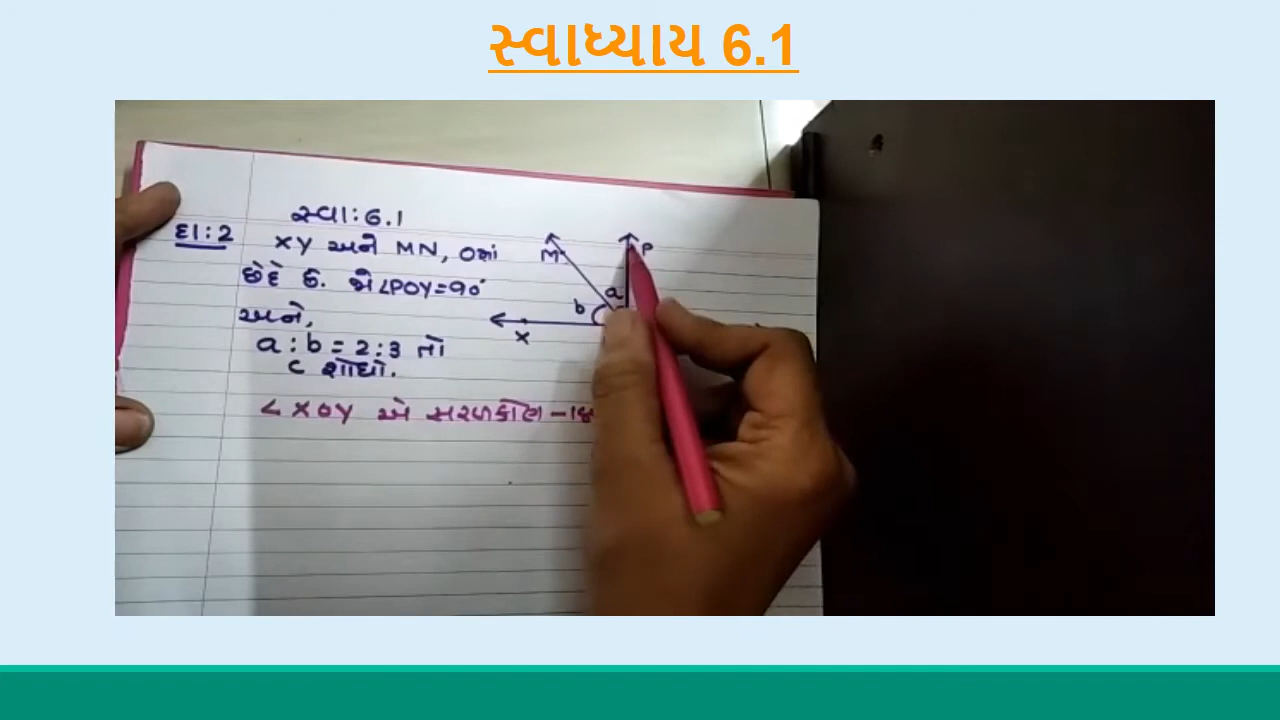 સ્વાધ્યાય 6.1
સ્વા:6.1
દા:2
XY અને MN, Oમાં
છેદે છે. જો <POY=90°
અને,
a : b = 2:3 તો
c શોધો.
< XOY એ સરળકોણ -
M
P
a
b
X